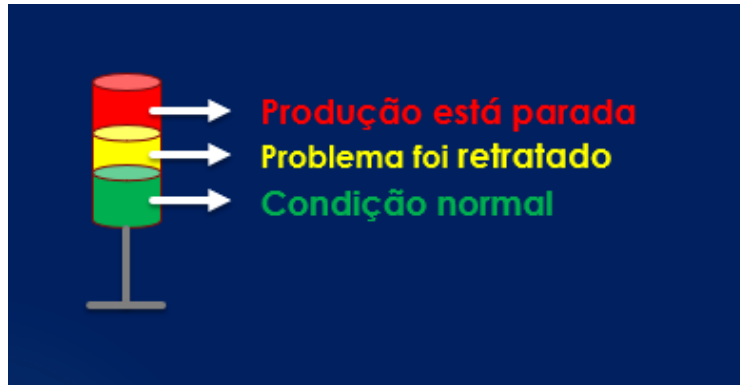 Produção está parada
Problema foi retratado
Condição normal